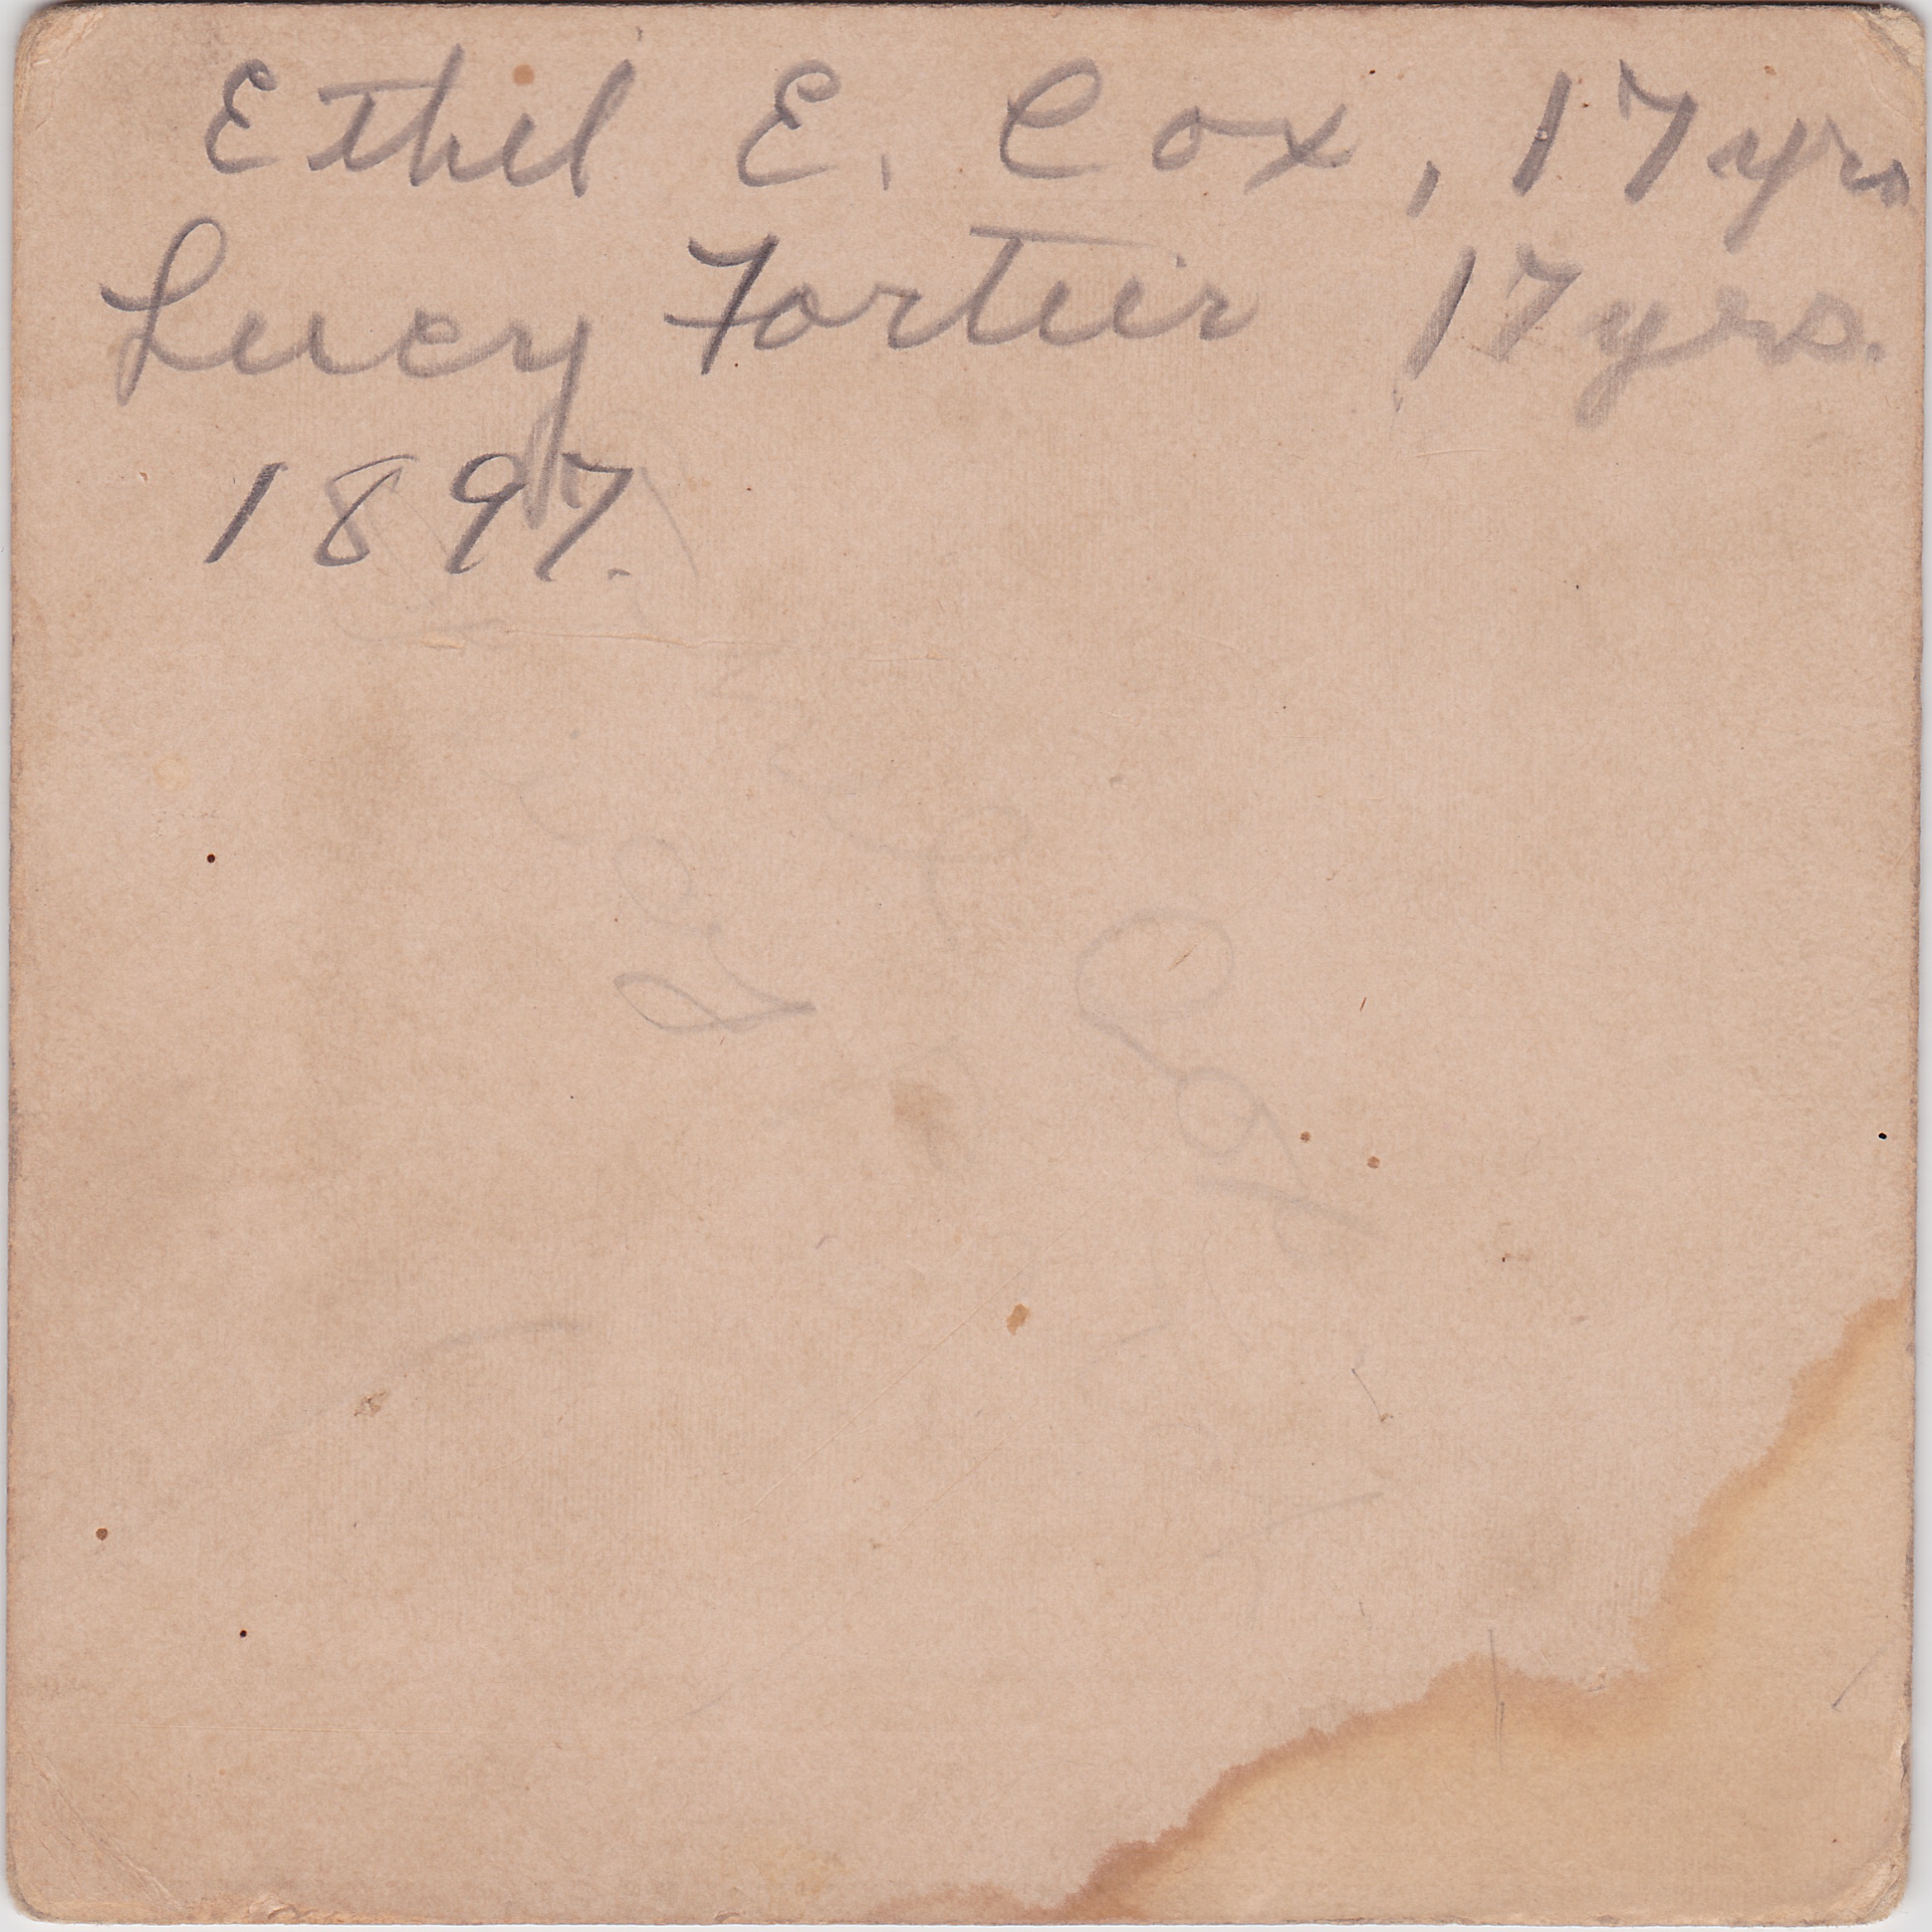 Ethel E. Cox, 17 yrs
Lucy Fortier 17 yrs.
1897.